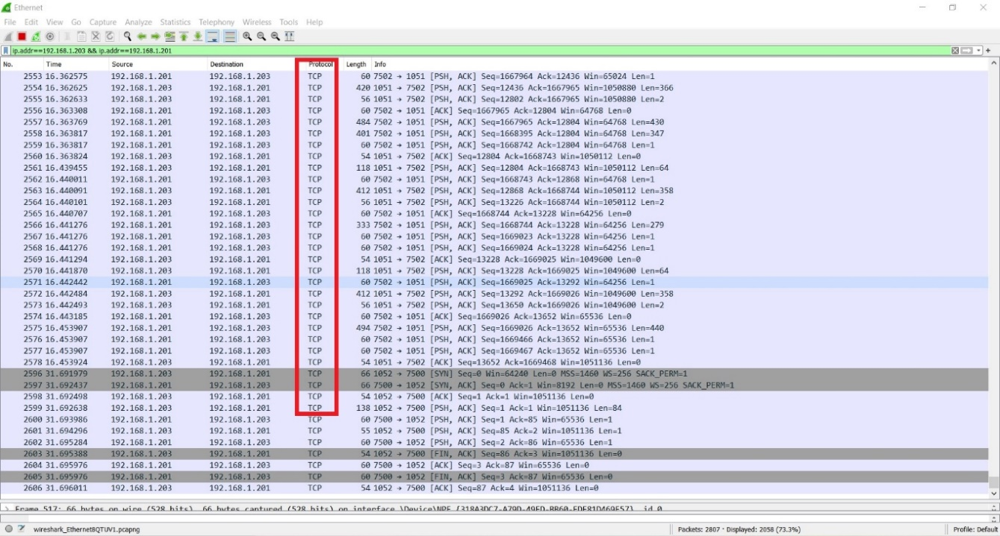 Ethernet
File Edit View Go Capture Analyze Statistics Telephony Wireless Tools Help
ip.addr==192.168.1.203 && ip.addr==192.168.1.201
No. Time Source Destination Protocol Length Info
2553 16.362575 192.168.1.201 192.168.1.203 TCP 60 7502 → 1051 [PSH, ACK] Seq=1667964 Ack=12436 Win=65024 Len=1
2554 16.362625 192.168.1.203 192.168.1.201 TCP 420 1051 → 7502 [PSH, ACK] Seq=12436 Ack=1667965 Win=1050880 Len=366
2555 16.362633 192.168.1.203 192.168.1.201 TCP 56 1051 → 7502 [PSH, ACK] Seq=12802 Ack=1667965 Win=1050880 Len=2
2556 16.363308 192.168.1.201 192.168.1.203 TCP 60 7502 → 1051 [ACK] Seq=1667965 Ack=12804 Win=64768 Len=0
2557 16.363769 192.168.1.201 192.168.1.203 TCP 484 7502 → 1051 [PSH, ACK] Seq=1667965 Ack=12804 Win=64768 Len=430
2558 16.363817 192.168.1.201 192.168.1.203 TCP 401 7502 → 1051 [PSH, ACK] Seq=1668395 Ack=12804 Win=64768 Len=347
2559 16.363817 192.168.1.201 192.168.1.203 TCP 60 7502 → 1051 [PSH, ACK] Seq=1668742 Ack=12804 Win=64768 Len=1
2560 16.363824 192.168.1.203 192.168.1.201 TCP 54 1051 → 7502 [ACK] Seq=12804 Ack=1668743 Win=1050112 Len=0
2561 16.439455 192.168.1.203 192.168.1.201 TCP 118 1051 → 7502 [PSH, ACK] Seq=12804 Ack=1668743 Win=1050112 Len=64
2562 16.440011 192.168.1.201 192.168.1.203 TCP 60 7502 → 1051 [PSH, ACK] Seq=1668743 Ack=12868 Win=64768 Len=1
2563 16.440091 192.168.1.203 192.168.1.201 TCP 412 1051 → 7502 [PSH, ACK] Seq=12868 Ack=1668744 Win=1050112 Len=358
2564 16.440101 192.168.1.203 192.168.1.201 TCP 56 1051 → 7502 [PSH, ACK] Seq=13226 Ack=1668744 Win=1050112 Len=2
2565 16.440707 192.168.1.201 192.168.1.203 TCP 60 7502 → 1051 [ACK] Seq=1668744 Ack=13228 Win=64256 Len=0
2566 16.441276 192.168.1.201 192.168.1.203 TCP 333 7502 → 1051 [PSH, ACK] Seq=1668744 Ack=13228 Win=64256 Len=279
2567 16.441276 192.168.1.201 192.168.1.203 TCP 60 7502 → 1051 [PSH, ACK] Seq=1669023 Ack=13228 Win=64256 Len=1
2568 16.441276 192.168.1.201 192.168.1.203 TCP 60 7502 → 1051 [PSH, ACK] Seq=1669024 Ack=13228 Win=64256 Len=1
2569 16.441294 192.168.1.203 192.168.1.201 TCP 54 1051 → 7502 [ACK] Seq=13228 Ack=1669025 Win=1049600 Len=0
2570 16.441870 192.168.1.203 192.168.1.201 TCP 118 1051 → 7502 [PSH, ACK] Seq=13228 Ack=1669025 Win=1049600 Len=64
2571 16.442442 192.168.1.201 192.168.1.203 TCP 60 7502 → 1051 [PSH, ACK] Seq=1669025 Ack=13292 Win=64256 Len=1
2572 16.442484 192.168.1.203 192.168.1.201 TCP 412 1051 → 7502 [PSH, ACK] Seq=13292 Ack=1669026 Win=1049600 Len=358
2573 16.442493 192.168.1.203 192.168.1.201 TCP 56 1051 → 7502 [PSH, ACK] Seq=13650 Ack=1669026 Win=1049600 Len=2
2574 16.443185 192.168.1.201 192.168.1.203 TCP 60 7502 → 1051 [ACK] Seq=1669026 Ack=13652 Win=65536 Len=0
2575 16.453907 192.168.1.201 192.168.1.203 TCP 494 7502 → 1051 [PSH, ACK] Seq=1669026 Ack=13652 Win=65536 Len=440
2576 16.453907 192.168.1.201 192.168.1.203 TCP 60 7502 → 1051 [PSH, ACK] Seq=1669466 Ack=13652 Win=65536 Len=1
2577 16.453907 192.168.1.201 192.168.1.203 TCP 60 7502 → 1051 [PSH, ACK] Seq=1669467 Ack=13652 Win=65536 Len=1
2578 16.453924 192.168.1.203 192.168.1.201 TCP 54 1051 → 7502 [ACK] Seq=13652 Ack=1669468 Win=1051136 Len=0
2596 31.691979 192.168.1.203 192.168.1.201 TCP 66 1052 → 7500 [SYN] Seq=0 Win=64240 Len=0 MSS=1460 WS=256 SACK_PERM=1
2597 31.692437 192.168.1.201 192.168.1.203 TCP 66 7500 → 1052 [SYN, ACK] Seq=0 Ack=1 Win=8192 Len=0 MSS=1460 WS=256 SACK_PERM=1
2598 31.692498 192.168.1.203 192.168.1.201 TCP 54 1052 → 7500 [ACK] Seq=1 Ack=1 Win=1051136 Len=0
2599 31.692638 192.168.1.203 192.168.1.201 TCP 138 1052 → 7500 [PSH, ACK] Seq=1 Ack=1 Win=1051136 Len=84
2600 31.693986 192.168.1.201 192.168.1.203 TCP 60 7500 → 1052 [PSH, ACK] Seq=1 Ack=85 Win=65536 Len=1
2601 31.694296 192.168.1.203 192.168.1.201 TCP 55 1052 → 7500 [PSH, ACK] Seq=85 Ack=2 Win=1051136 Len=1
2602 31.695284 192.168.1.201 192.168.1.203 TCP 60 7500 → 1052 [PSH, ACK] Seq=2 Ack=86 Win=65536 Len=1
2603 31.695388 192.168.1.203 192.168.1.201 TCP 54 1052 → 7500 [FIN, ACK] Seq=86 Ack=3 Win=1051136 Len=0
2604 31.695976 192.168.1.201 192.168.1.203 TCP 60 7500 → 1052 [ACK] Seq=3 Ack=87 Win=65536 Len=0
2605 31.695976 192.168.1.201 192.168.1.203 TCP 60 7500 → 1052 [FIN, ACK] Seq=3 Ack=87 Win=65536 Len=0
2606 31.696011 192.168.1.203 192.168.1.201 TCP 54 1052 → 7500 [ACK] Seq=87 Ack=4 Win=1051136 Len=0
Frame 517: 66 bytes on wire (528 bits), 66 bytes captured (528 bits) on interface
wireshark_Ethernet8QTUV1.pcapng Packets: 2807 · Displayed: 2058 (73.3%) Profile: Default